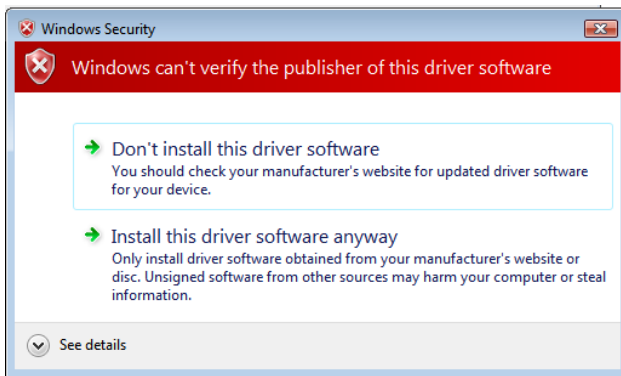 Windows Security
Windows can't verify the publisher of this driver software
Don't install this driver software
You should check your manufacturer's website for updated driver software
for your device.
Install this driver software anyway
Only install driver software obtained from your manufacturer's website or
disc. Unsigned software from other sources may harm your computer or steal
information.
See details